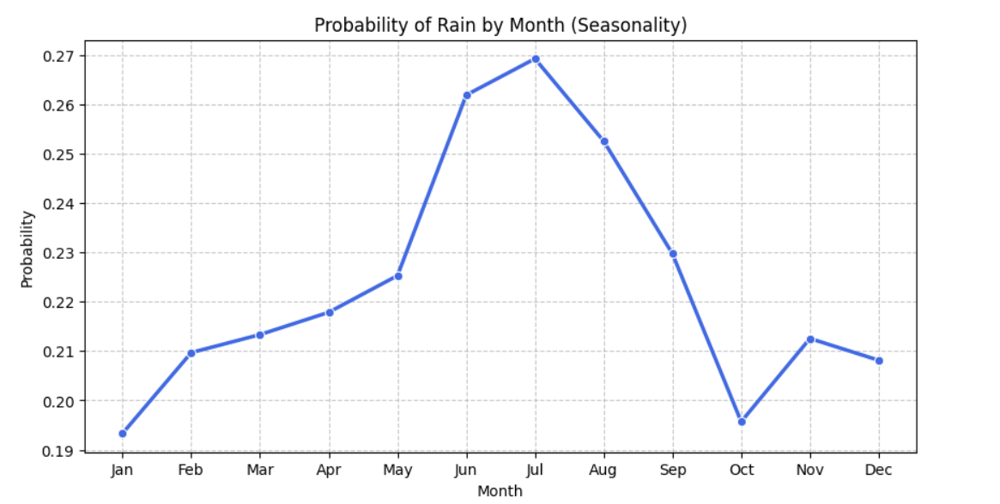 Probability of Rain by Month (Seasonality)
0.27
0.26
0.25
0.24
0.23
0.22
0.21
0.20
0.19
Probability
Jan Feb Mar Apr May Jun Jul Aug Sep Oct Nov Dec
Month